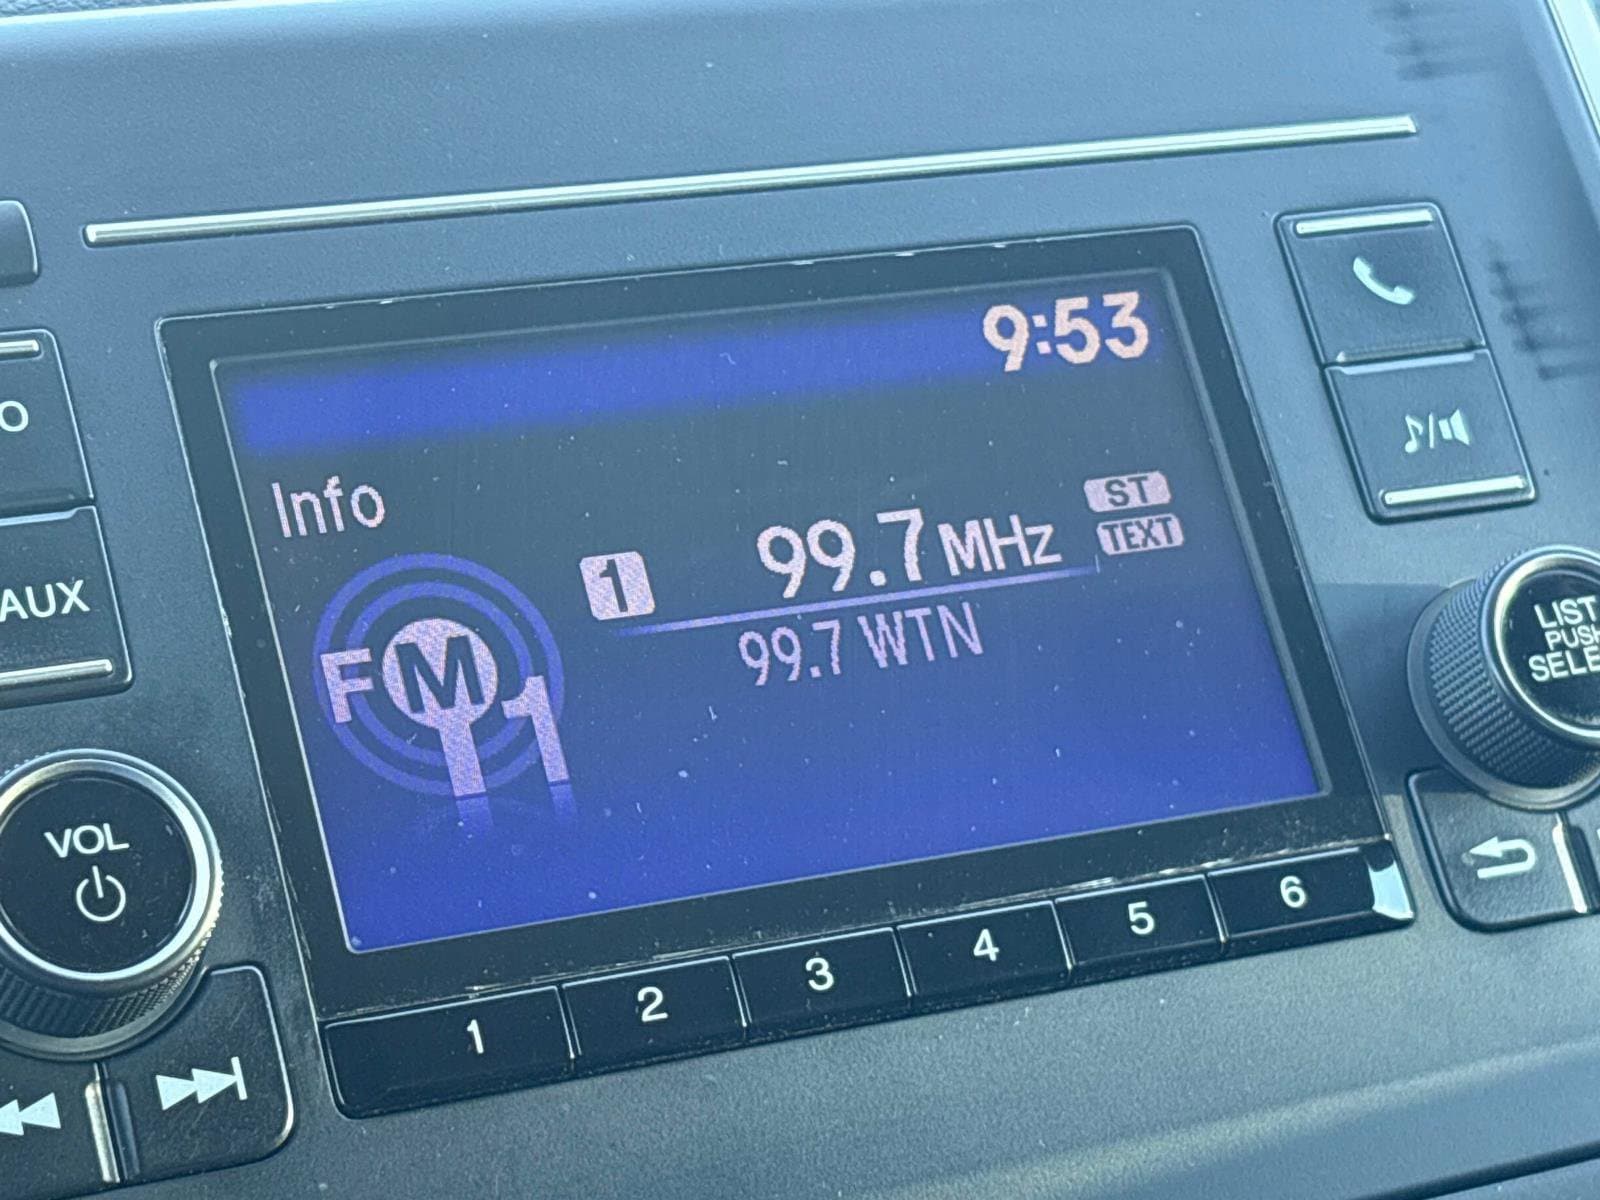 9:53
Info
1 99.7 MHz ST
TEXT
99.7 WTN
FM1
AUX
VOL
LIST
PUSH
1 2 3 4 5 6